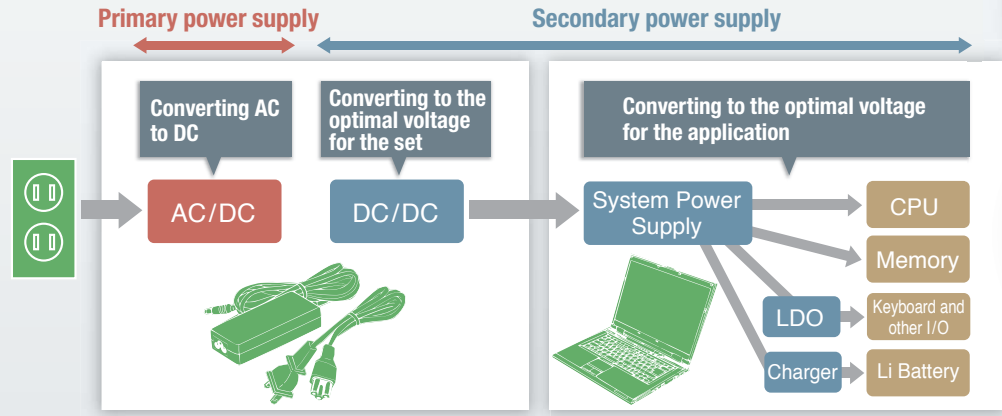 Primary power supply
Secondary power supply
Converting AC
to DC
Converting to the
optimal voltage
for the set
Converting to the optimal voltage
for the application
AC/DC
DC/DC
System Power
Supply
CPU
Memory
LDO
Keyboard and
other I/O
Charger
Li Battery